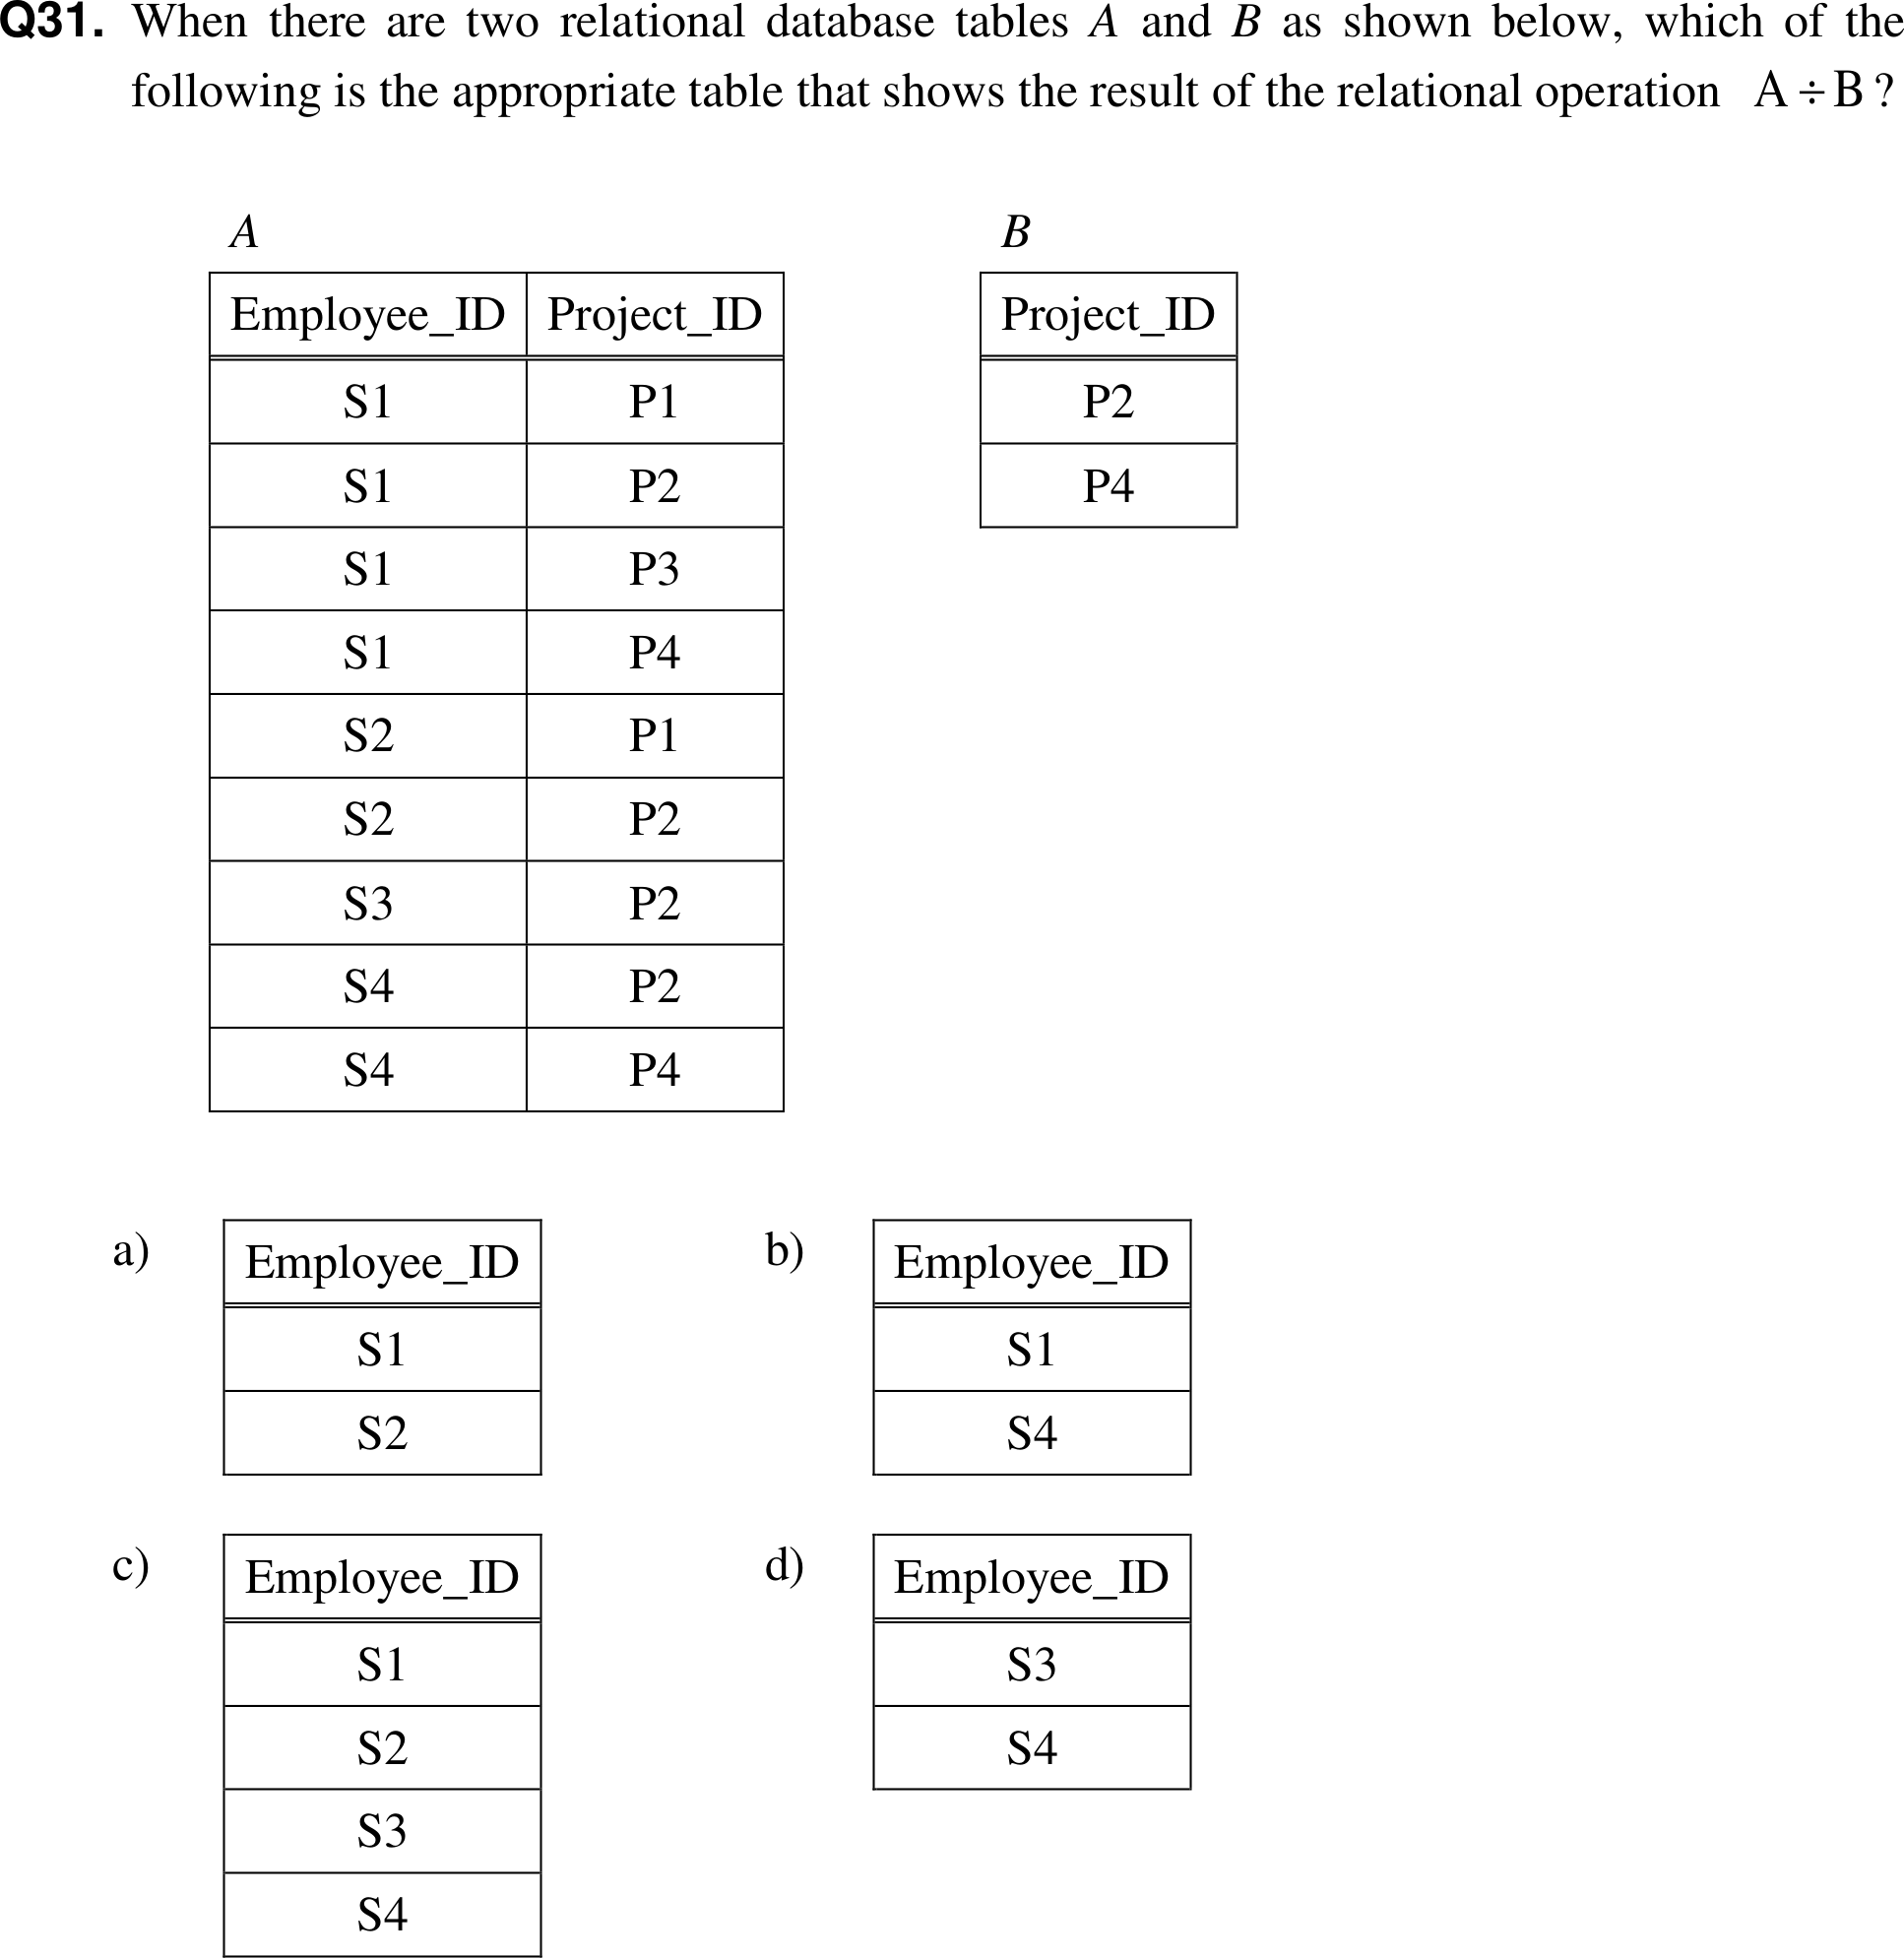 Q31. When there are two relational database tables A and B as shown below, which of the
following is the appropriate table that shows the result of the relational operation A ÷ B ?
A
Employee_ID Project_ID
S1 P1
S1 P2
S1 P3
S1 P4
S2 P1
S2 P2
S3 P2
S4 P2
S4 P4
B
Project_ID
P2
P4
a)
Employee_ID
S1
S2
b)
Employee_ID
S1
S4
c)
Employee_ID
S1
S2
S3
S4
d)
Employee_ID
S3
S4